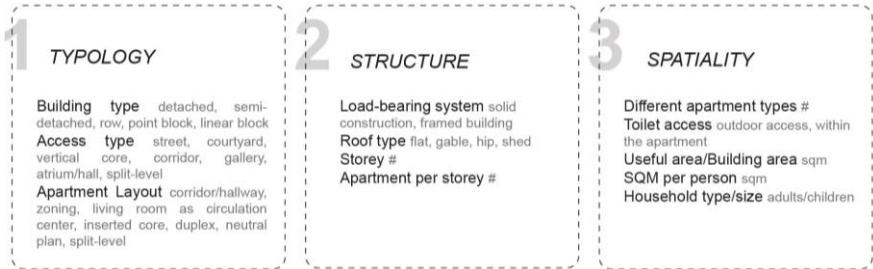 1
TYPOLOGY
Building type detached, semi-
detached, row, point block, linear block
Access type street, courtyard,
vertical core, corridor, gallery,
atrium/hall, split-level
Apartment Layout corridor/hallway,
zoning, living room as circulation
center, inserted core, duplex, neutral
plan, split-level
2
STRUCTURE
Load-bearing system solid
construction, framed building
Roof type flat, gable, hip, shed
Storey #
Apartment per storey #
3
SPATIALITY
Different apartment types #
Toilet access outdoor access, within
the apartment
Useful area/Building area sqm
SQM per person sqm
Household type/size adults/children